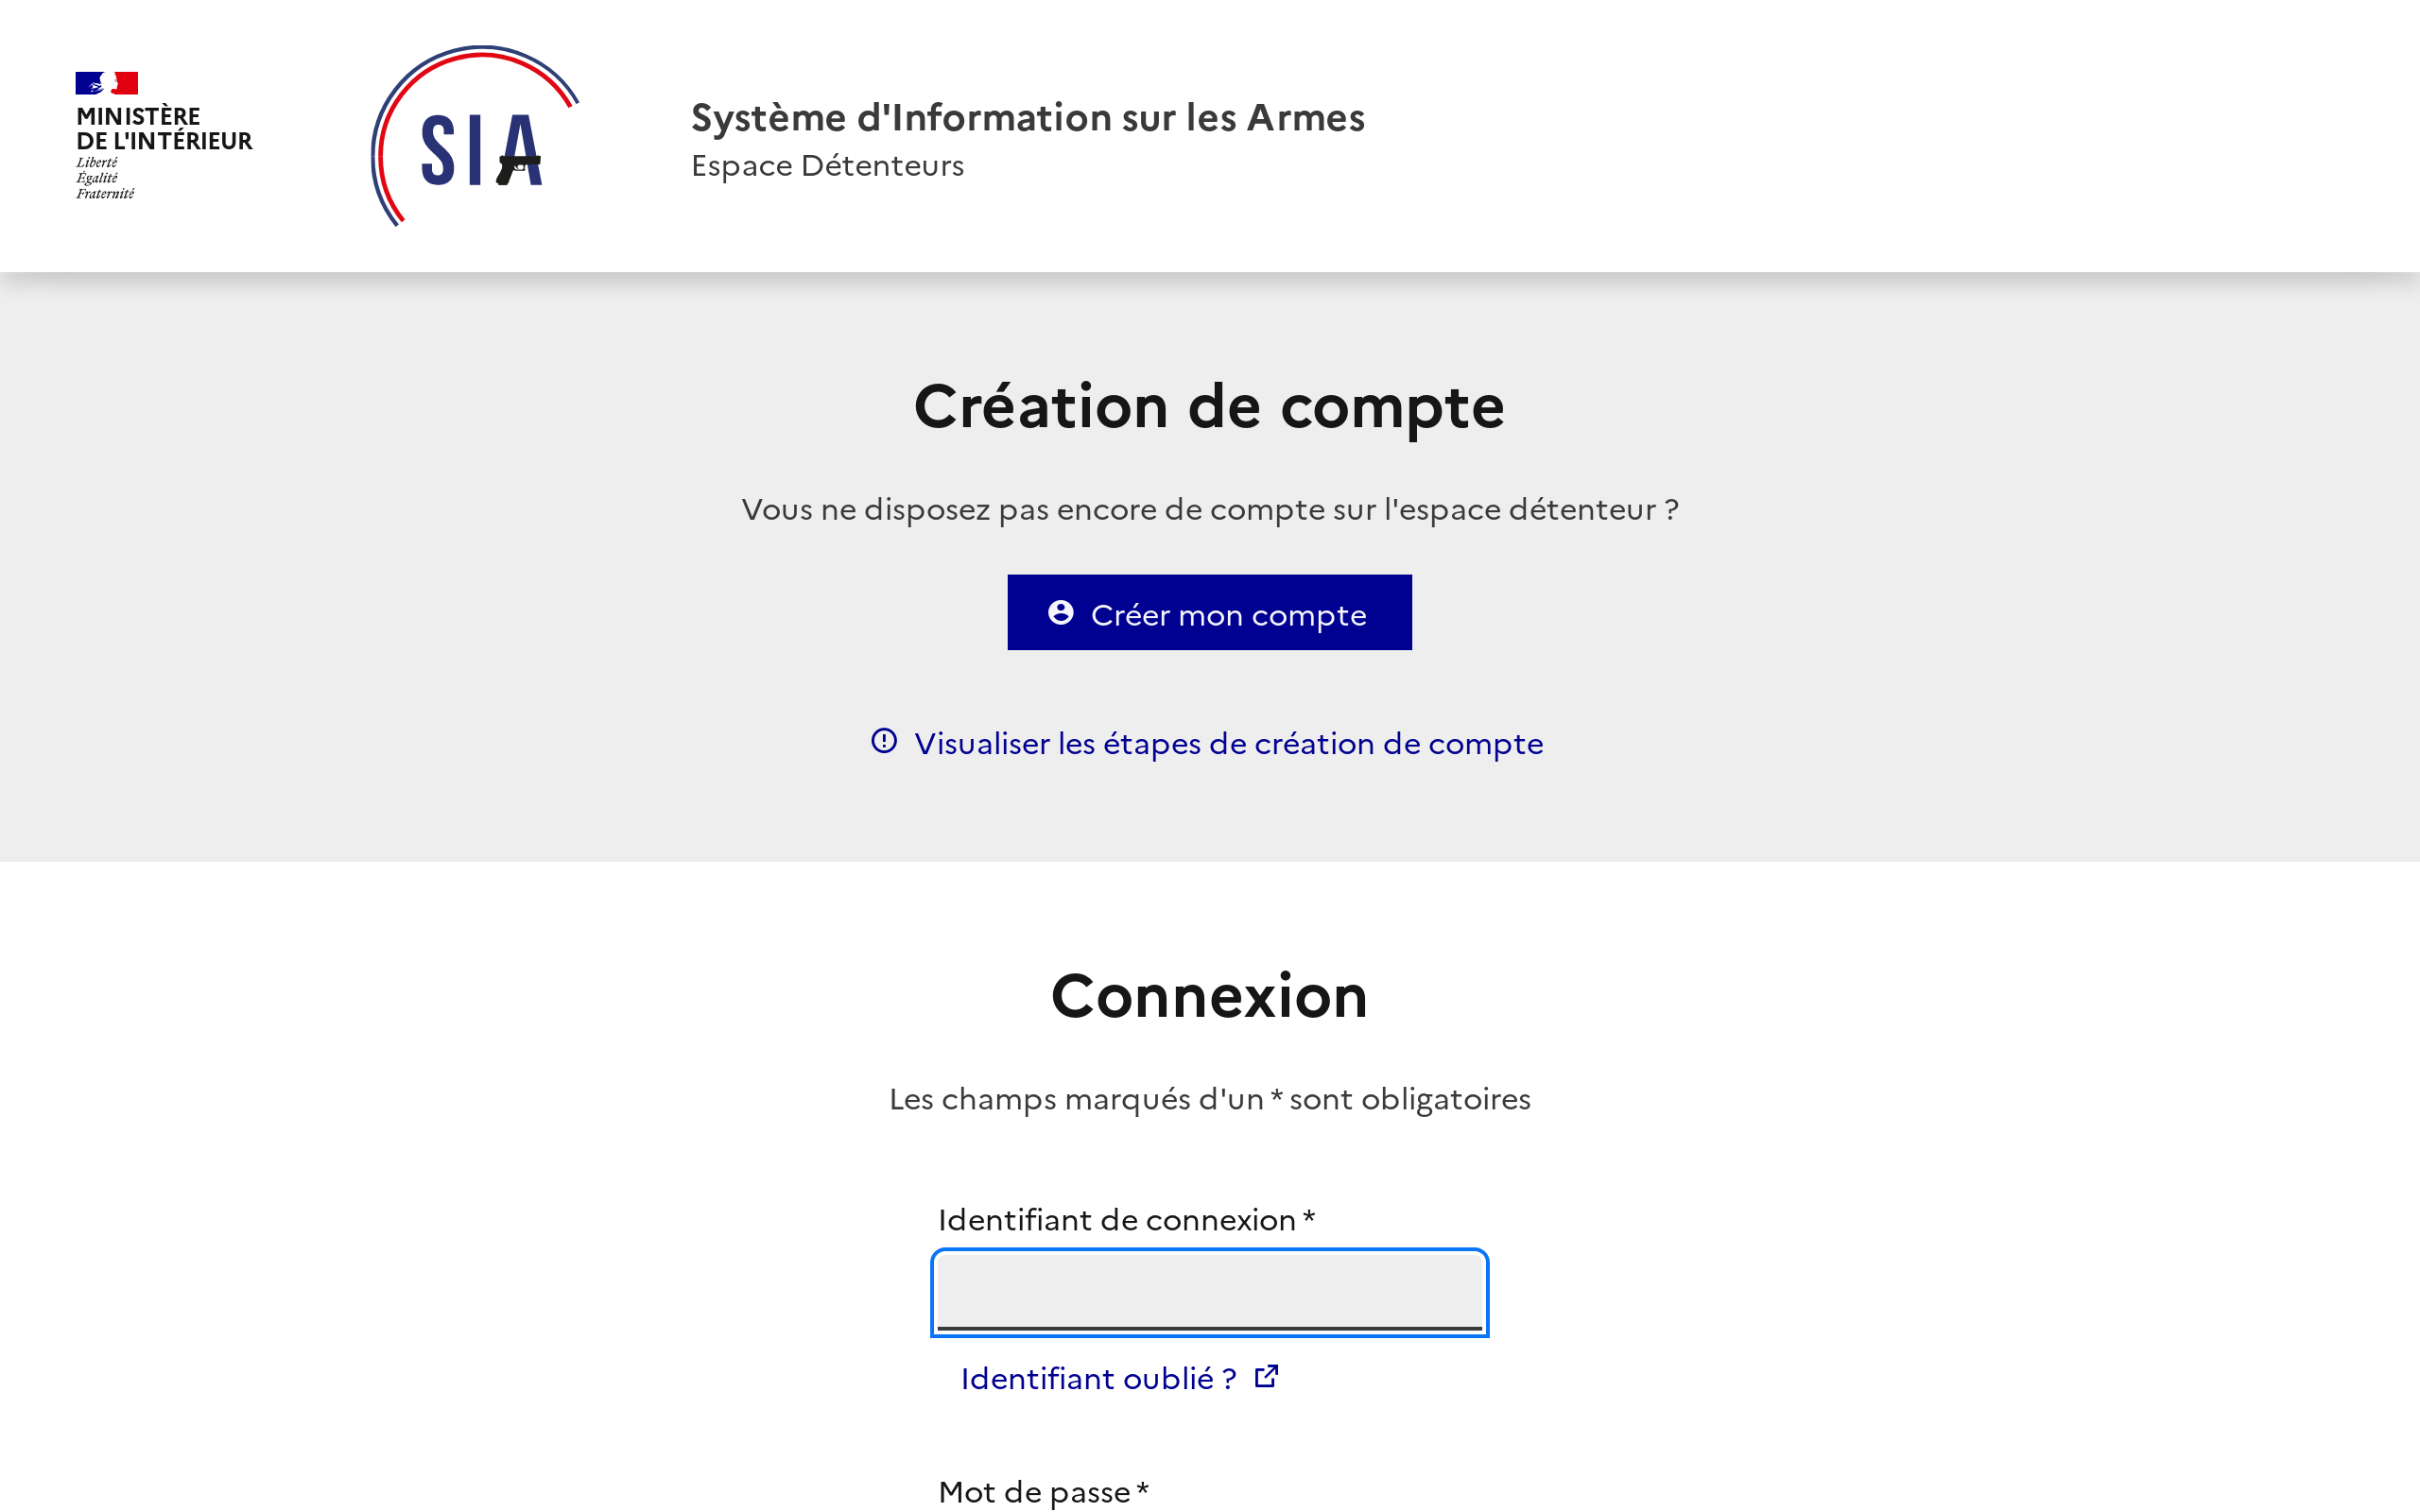 MINISTÈRE
DE L'INTÉRIEUR
Liberté
Égalité
Fraternité
SIA
Système d'Information sur les Armes
Espace Détenteurs
Création de compte
Vous ne disposez pas encore de compte sur l'espace détenteur ?
Créer mon compte
Visualiser les étapes de création de compte
Connexion
Les champs marqués d'un * sont obligatoires
Identifiant de connexion *
Identifiant oublié ?
Mot de passe *